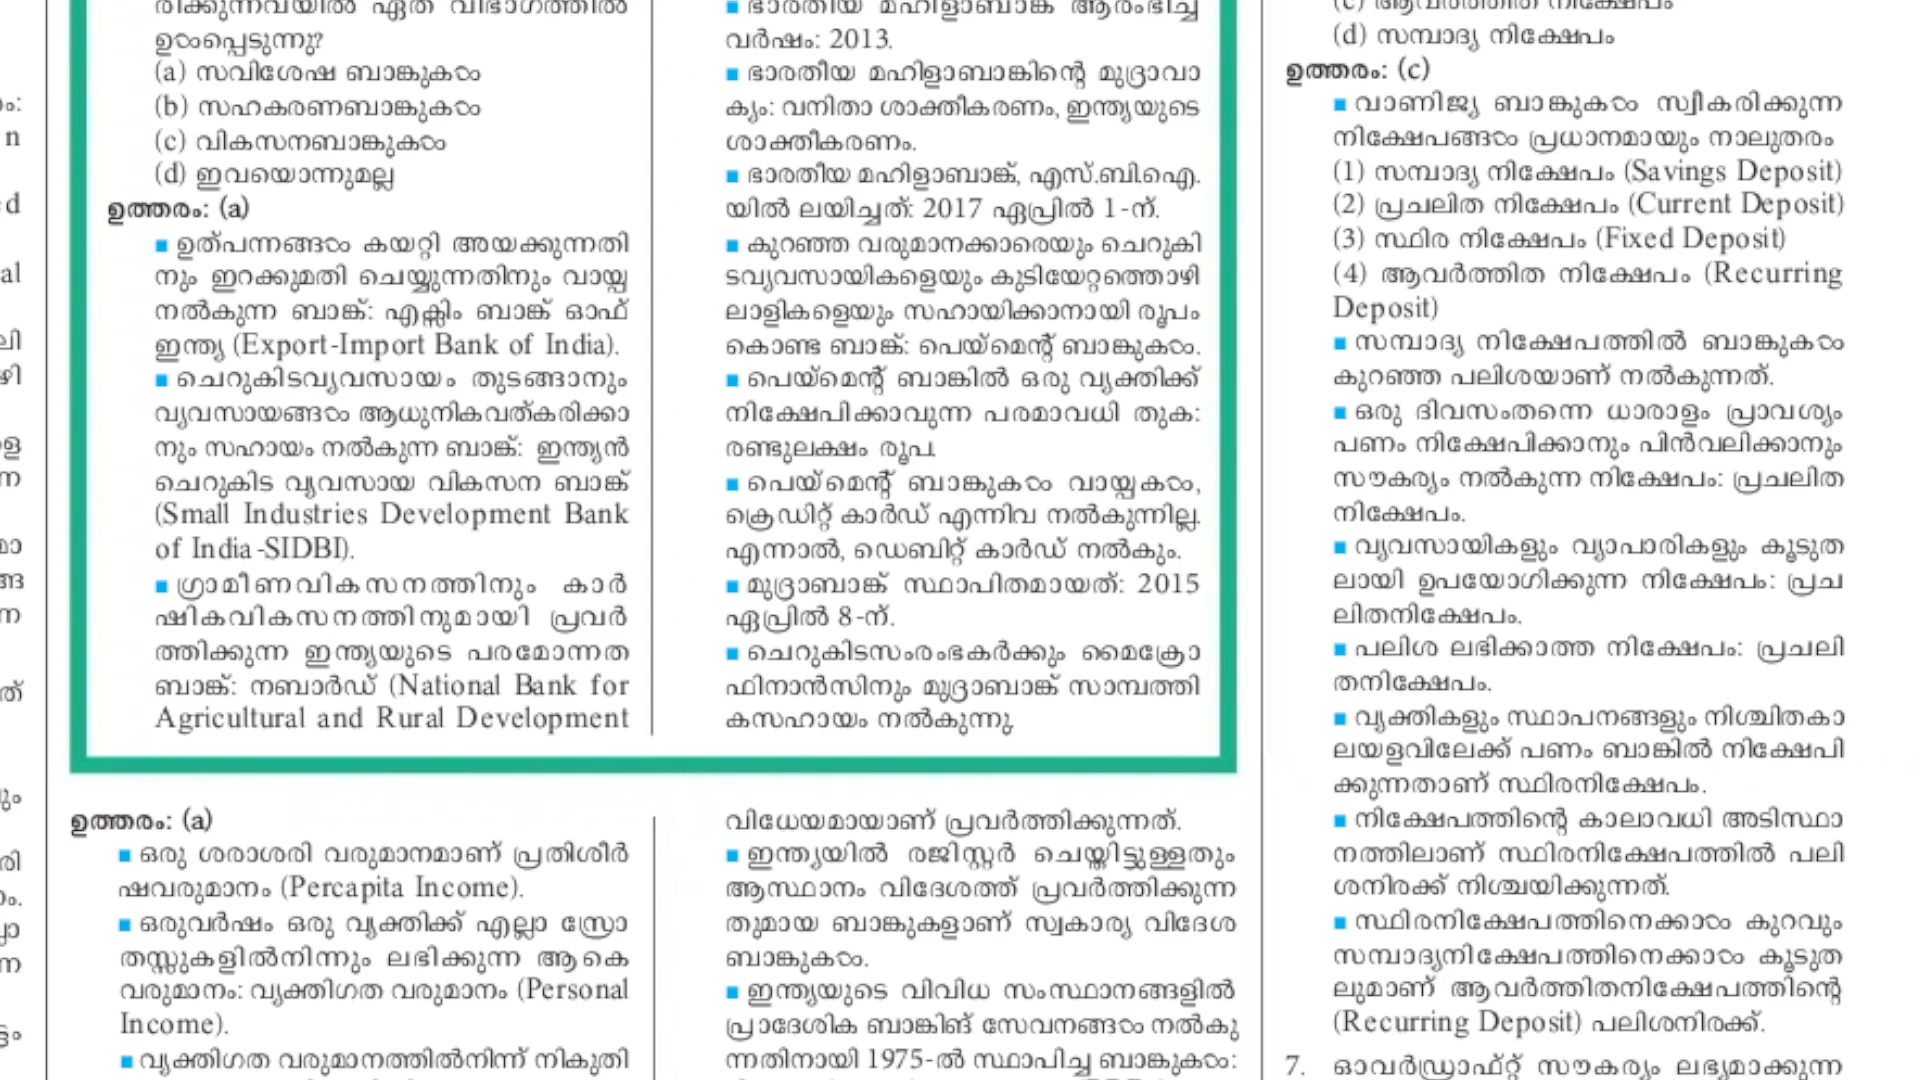 രിക്കുന്നവയിൽ ഏത് വിഭാഗത്തിൽ
ഉൾപ്പെടുന്നു?
(a) സവിശേഷ ബാങ്കുകൾ
(b) സഹകരണബാങ്കുകൾ
(c) വികസനബാങ്കുകൾ
(d) ഇവയൊന്നുമല്ല
ഉത്തരം: (a)
■ ഉത്പന്നങ്ങൾ കയറ്റി അയക്കുന്നതി
നും ഇറക്കുമതി ചെയ്യുന്നതിനും വായ്പ
നൽകുന്ന ബാങ്ക്: എക്സിം ബാങ്ക് ഓഫ്
ഇന്ത്യ (Export-Import Bank of India).
■ ചെറുകിടവ്യവസായം തുടങ്ങാനും
വ്യവസായങ്ങൾ ആധുനികവത്കരിക്കാ
നും സഹായം നൽകുന്ന ബാങ്ക്: ഇന്ത്യൻ
ചെറുകിട വ്യവസായ വികസന ബാങ്ക്
(Small Industries Development Bank
of India-SIDBI).
■ ഗ്രാമീണവികസനത്തിനും കാർ
ഷികവികസനത്തിനുമായി പ്രവർ
ത്തിക്കുന്ന ഇന്ത്യയുടെ പരമോന്നത
ബാങ്ക്: നബാർഡ് (National Bank for
Agricultural and Rural Development
■ ഭാരതീയ മഹിളാബാങ്ക് ആരംഭിച്ച
വർഷം: 2013.
■ ഭാരതീയ മഹിളാബാങ്കിന്റെ മുദ്രാവാ
ക്യം: വനിതാ ശാക്തീകരണം, ഇന്ത്യയുടെ
ശാക്തീകരണം.
■ ഭാരതീയ മഹിളാബാങ്ക്, എസ്.ബി.ഐ.
യിൽ ലയിച്ചത്: 2017 ഏപ്രിൽ 1-ന്.
■ കുറഞ്ഞ വരുമാനക്കാരെയും ചെറുകി
ടവ്യവസായികളെയും കുടിയേറ്റത്തൊഴി
ലാളികളെയും സഹായിക്കാനായി രൂപം
കൊണ്ട ബാങ്ക്: പെയ്മെന്റ് ബാങ്കുകൾ.
■ പെയ്മെന്റ് ബാങ്കിൽ ഒരു വ്യക്തിക്ക്
നിക്ഷേപിക്കാവുന്ന പരമാവധി തുക:
രണ്ടുലക്ഷം രൂപ.
■ പെയ്മെന്റ് ബാങ്കുകൾ വായ്പകൾ,
ക്രെഡിറ്റ് കാർഡ് എന്നിവ നൽകുന്നില്ല.
എന്നാൽ, ഡെബിറ്റ് കാർഡ് നൽകും.
■ മുദ്രാബാങ്ക് സ്ഥാപിതമായത്: 2015
ഏപ്രിൽ 8-ന്.
■ ചെറുകിടസംരംഭകർക്കും മൈക്രോ
ഫിനാൻസിനും മുദ്രാബാങ്ക് സാമ്പത്തി
കസഹായം നൽകുന്നു.
ഉത്തരം: (a)
■ ഒരു ശരാശരി വരുമാനമാണ് പ്രതിശീർ
ഷവരുമാനം (Percapita Income).
■ ഒരുവർഷം ഒരു വ്യക്തിക്ക് എല്ലാ സ്രോ
തസ്സുകളിൽനിന്നും ലഭിക്കുന്ന ആകെ
വരുമാനം: വ്യക്തിഗത വരുമാനം (Personal
Income).
■ വ്യക്തിഗത വരുമാനത്തിൽനിന്ന് നികുതി
വിധേയമായാണ് പ്രവർത്തിക്കുന്നത്.
■ ഇന്ത്യയിൽ രജിസ്റ്റർ ചെയ്തിട്ടുള്ളതും
ആസ്ഥാനം വിദേശത്ത് പ്രവർത്തിക്കുന്ന
തുമായ ബാങ്കുകളാണ് സ്വകാര്യ വിദേശ
ബാങ്കുകൾ.
■ ഇന്ത്യയുടെ വിവിധ സംസ്ഥാനങ്ങളിൽ
പ്രാദേശിക ബാങ്കിങ് സേവനങ്ങൾ നൽകു
ന്നതിനായി 1975-ൽ സ്ഥാപിച്ച ബാങ്കുകൾ:
(c) ആവർത്തിത നിക്ഷേപം
(d) സമ്പാദ്യ നിക്ഷേപം
ഉത്തരം: (c)
■ വാണിജ്യ ബാങ്കുകൾ സ്വീകരിക്കുന്ന
നിക്ഷേപങ്ങൾ പ്രധാനമായും നാലുതരം
(1) സമ്പാദ്യ നിക്ഷേപം (Savings Deposit)
(2) പ്രചലിത നിക്ഷേപം (Current Deposit)
(3) സ്ഥിര നിക്ഷേപം (Fixed Deposit)
(4) ആവർത്തിത നിക്ഷേപം (Recurring
Deposit)
■ സമ്പാദ്യ നിക്ഷേപത്തിൽ ബാങ്കുകൾ
കുറഞ്ഞ പലിശയാണ് നൽകുന്നത്.
■ ഒരു ദിവസംതന്നെ ധാരാളം പ്രാവശ്യം
പണം നിക്ഷേപിക്കാനും പിൻവലിക്കാനും
സൗകര്യം നൽകുന്ന നിക്ഷേപം: പ്രചലിത
നിക്ഷേപം.
■ വ്യവസായികളും വ്യാപാരികളും കൂടുത
ലായി ഉപയോഗിക്കുന്ന നിക്ഷേപം: പ്രച
ലിതനിക്ഷേപം.
■ പലിശ ലഭിക്കാത്ത നിക്ഷേപം: പ്രചലി
തനിക്ഷേപം.
■ വ്യക്തികളും സ്ഥാപനങ്ങളും നിശ്ചിതകാ
ലയളവിലേക്ക് പണം ബാങ്കിൽ നിക്ഷേപി
ക്കുന്നതാണ് സ്ഥിരനിക്ഷേപം.
■ നിക്ഷേപത്തിന്റെ കാലാവധി അടിസ്ഥാ
നത്തിലാണ് സ്ഥിരനിക്ഷേപത്തിൽ പലി
ശനിരക്ക് നിശ്ചയിക്കുന്നത്.
■ സ്ഥിരനിക്ഷേപത്തിനെക്കാൾ കുറവും
സമ്പാദ്യനിക്ഷേപത്തിനെക്കാൾ കൂടുത
ലുമാണ് ആവർത്തിതനിക്ഷേപത്തിന്റെ
(Recurring Deposit) പലിശനിരക്ക്.
7. ഓവർഡ്രാഫ്റ്റ് സൗകര്യം ലഭ്യമാക്കുന്ന